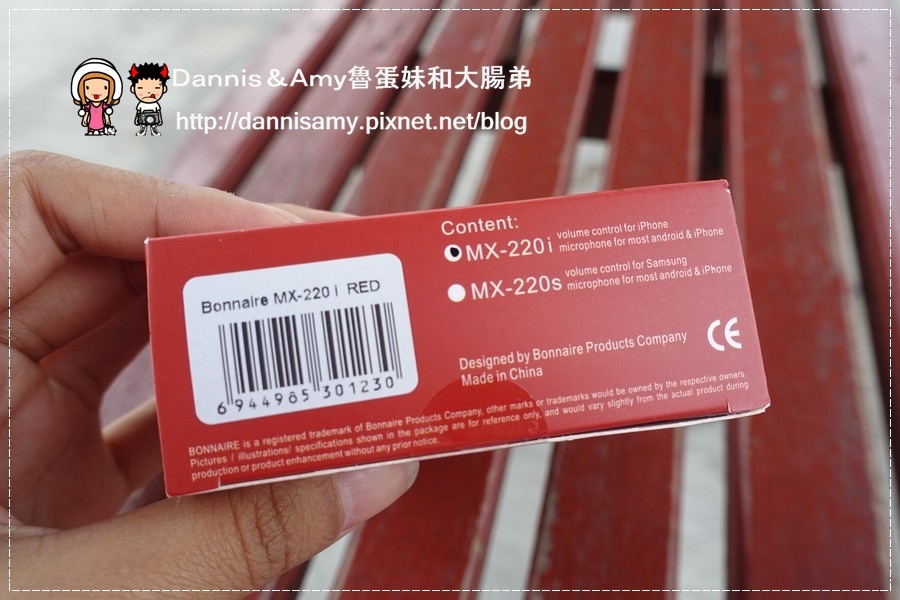 Dannis&Amy魯蛋妹和大腸弟
http://dannisamy.pixnet.net/blog
Content:
MX-220i volume control for iPhone
microphone for most android & iPhone
MX-220s volume control for Samsung
microphone for most android & iPhone
Bonnaire MX-220 I RED
6 944985 301230
Designed by Bonnaire Products Company
Made in China
CE
BONNAIRE is a registered trademark of Bonnaire Products Company, other marks or trademarks would be owned by the respective owners.
Pictures / illustrations/ specifications shown in the package are for reference only, and would vary slightly from the actual product during
production or product enhancement without any prior notice.